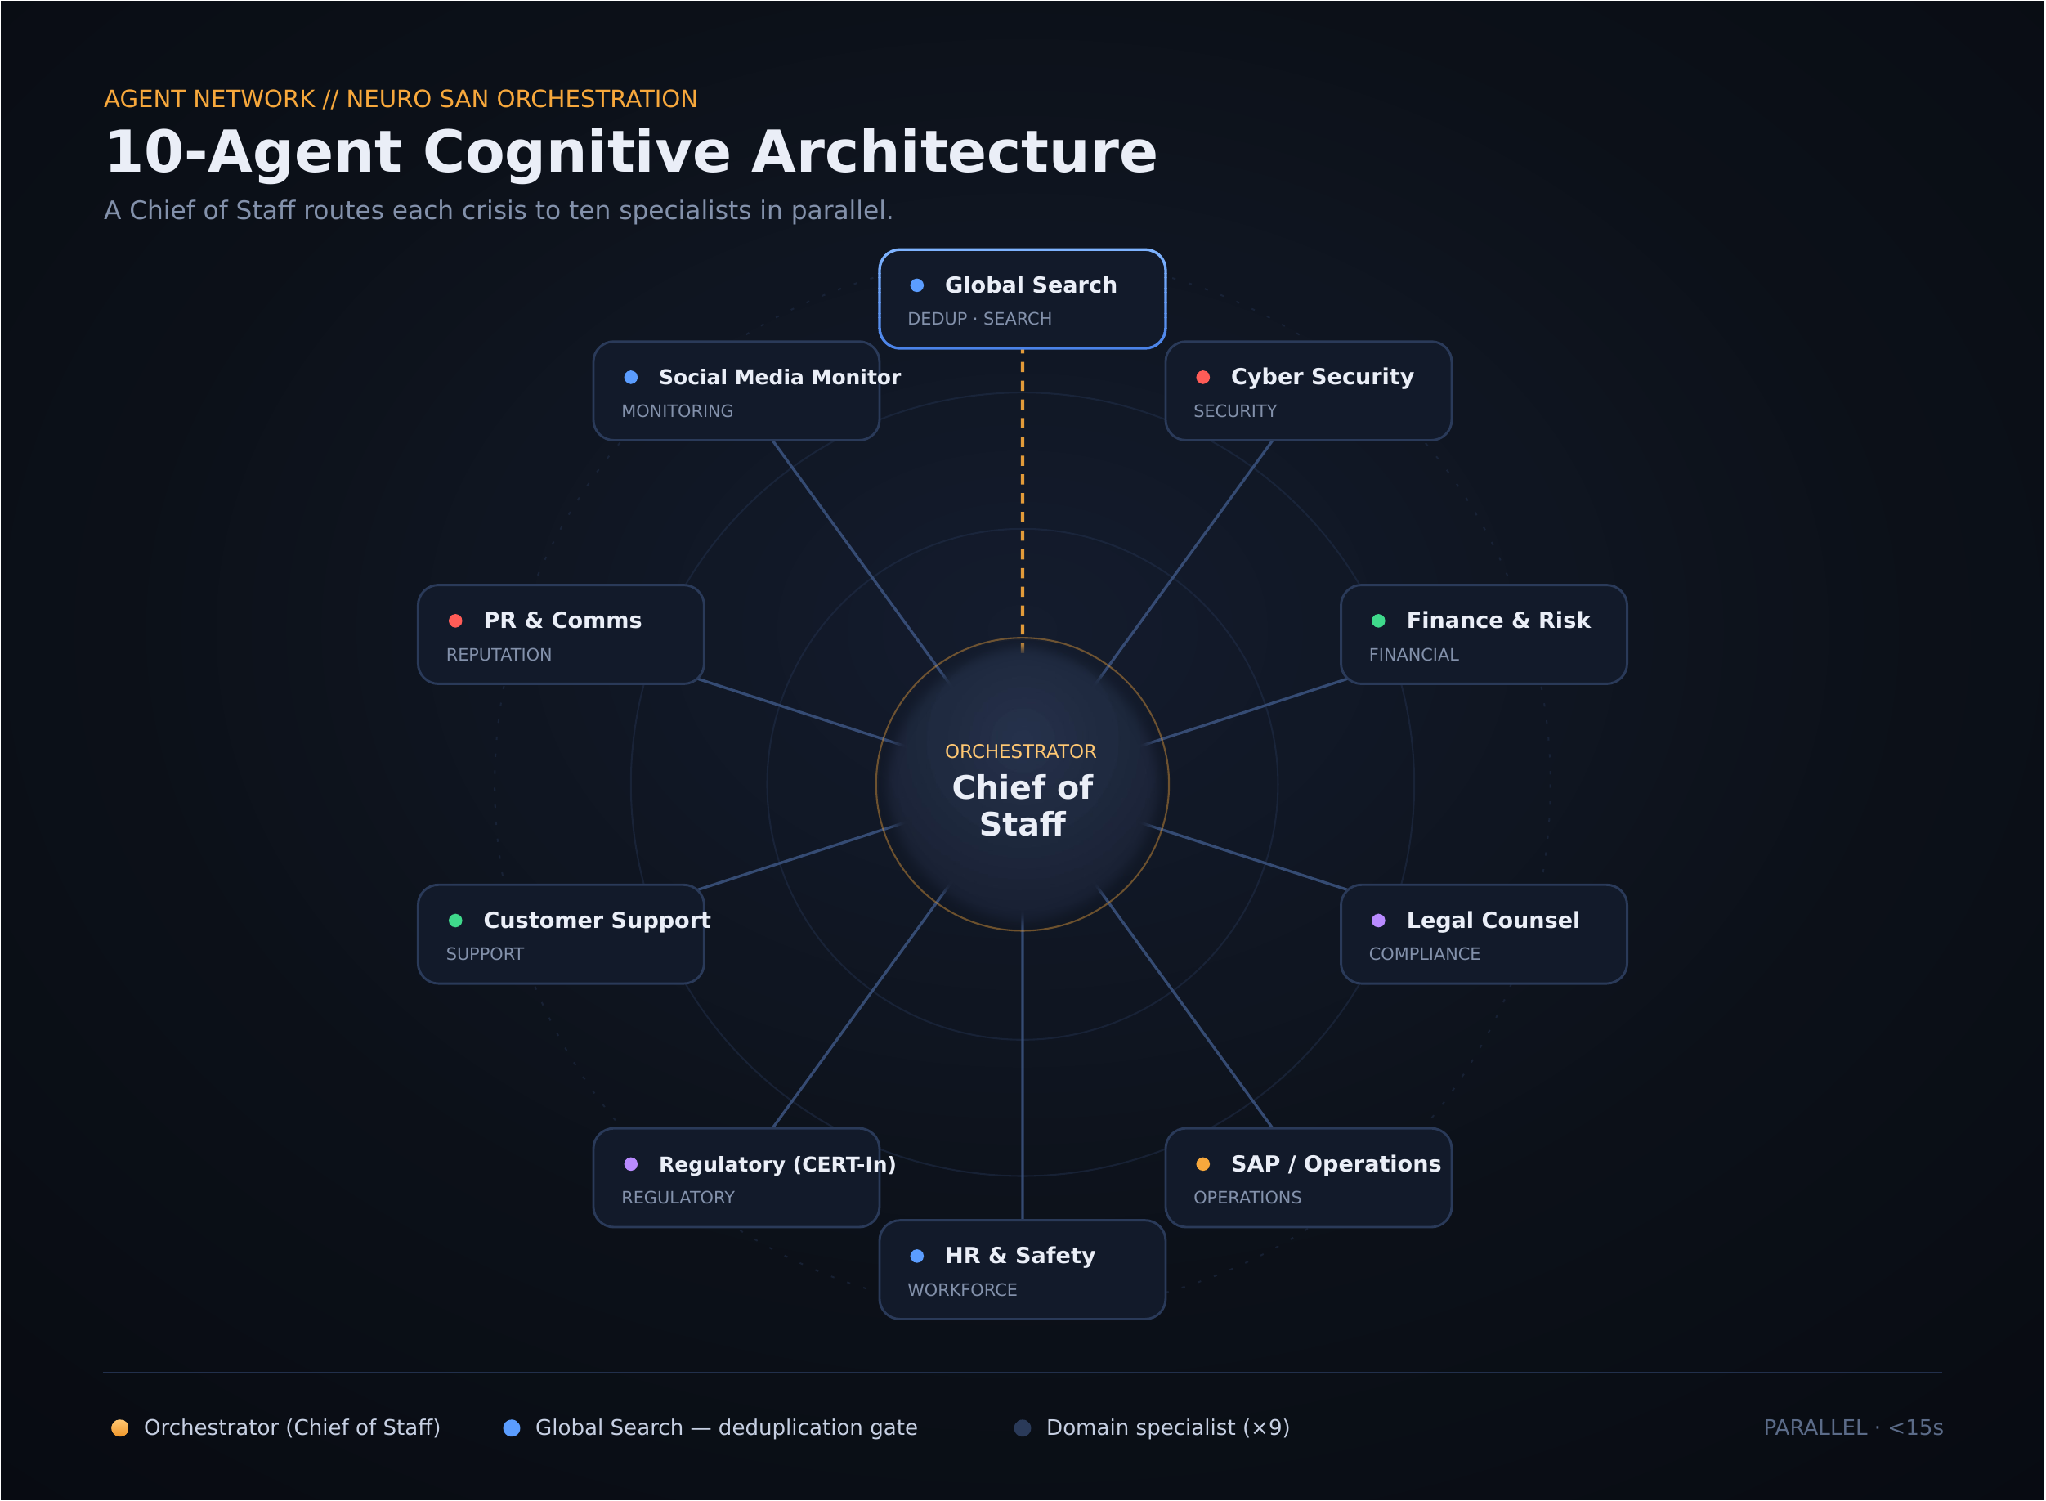 AGENT NETWORK // NEURO SAN ORCHESTRATION
10-Agent Cognitive Architecture
A Chief of Staff routes each crisis to ten specialists in parallel.
Global Search
DEDUP · SEARCH
Social Media Monitor
MONITORING
Cyber Security
SECURITY
PR & Comms
REPUTATION
Finance & Risk
FINANCIAL
ORCHESTRATOR
Chief of
Staff
Customer Support
SUPPORT
Legal Counsel
COMPLIANCE
Regulatory (CERT-In)
REGULATORY
SAP / Operations
OPERATIONS
HR & Safety
WORKFORCE
Orchestrator (Chief of Staff)
Global Search — deduplication gate
Domain specialist (×9)
PARALLEL · <15s